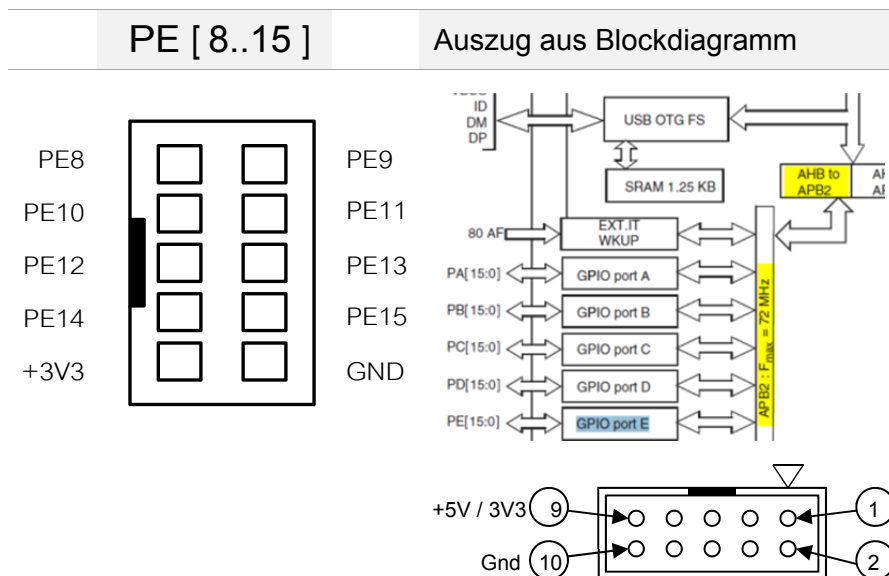 PE [ 8..15 ]
Auszug aus Blockdiagramm
PE8
PE9
PE10
PE11
PE12
PE13
PE14
PE15
+3V3
GND
ID
DM
DP
USB OTG FS
SRAM 1.25 KB
AHB to
APB2
80 AF
EXT.IT
WKUP
PA[15:0]
GPIO port A
PB[15:0]
GPIO port B
PC[15:0]
GPIO port C
PD[15:0]
GPIO port D
PE[15:0]
GPIO port E
APB2 : Fmax = 72 MHz
+5V / 3V3
9
1
Gnd
10
2